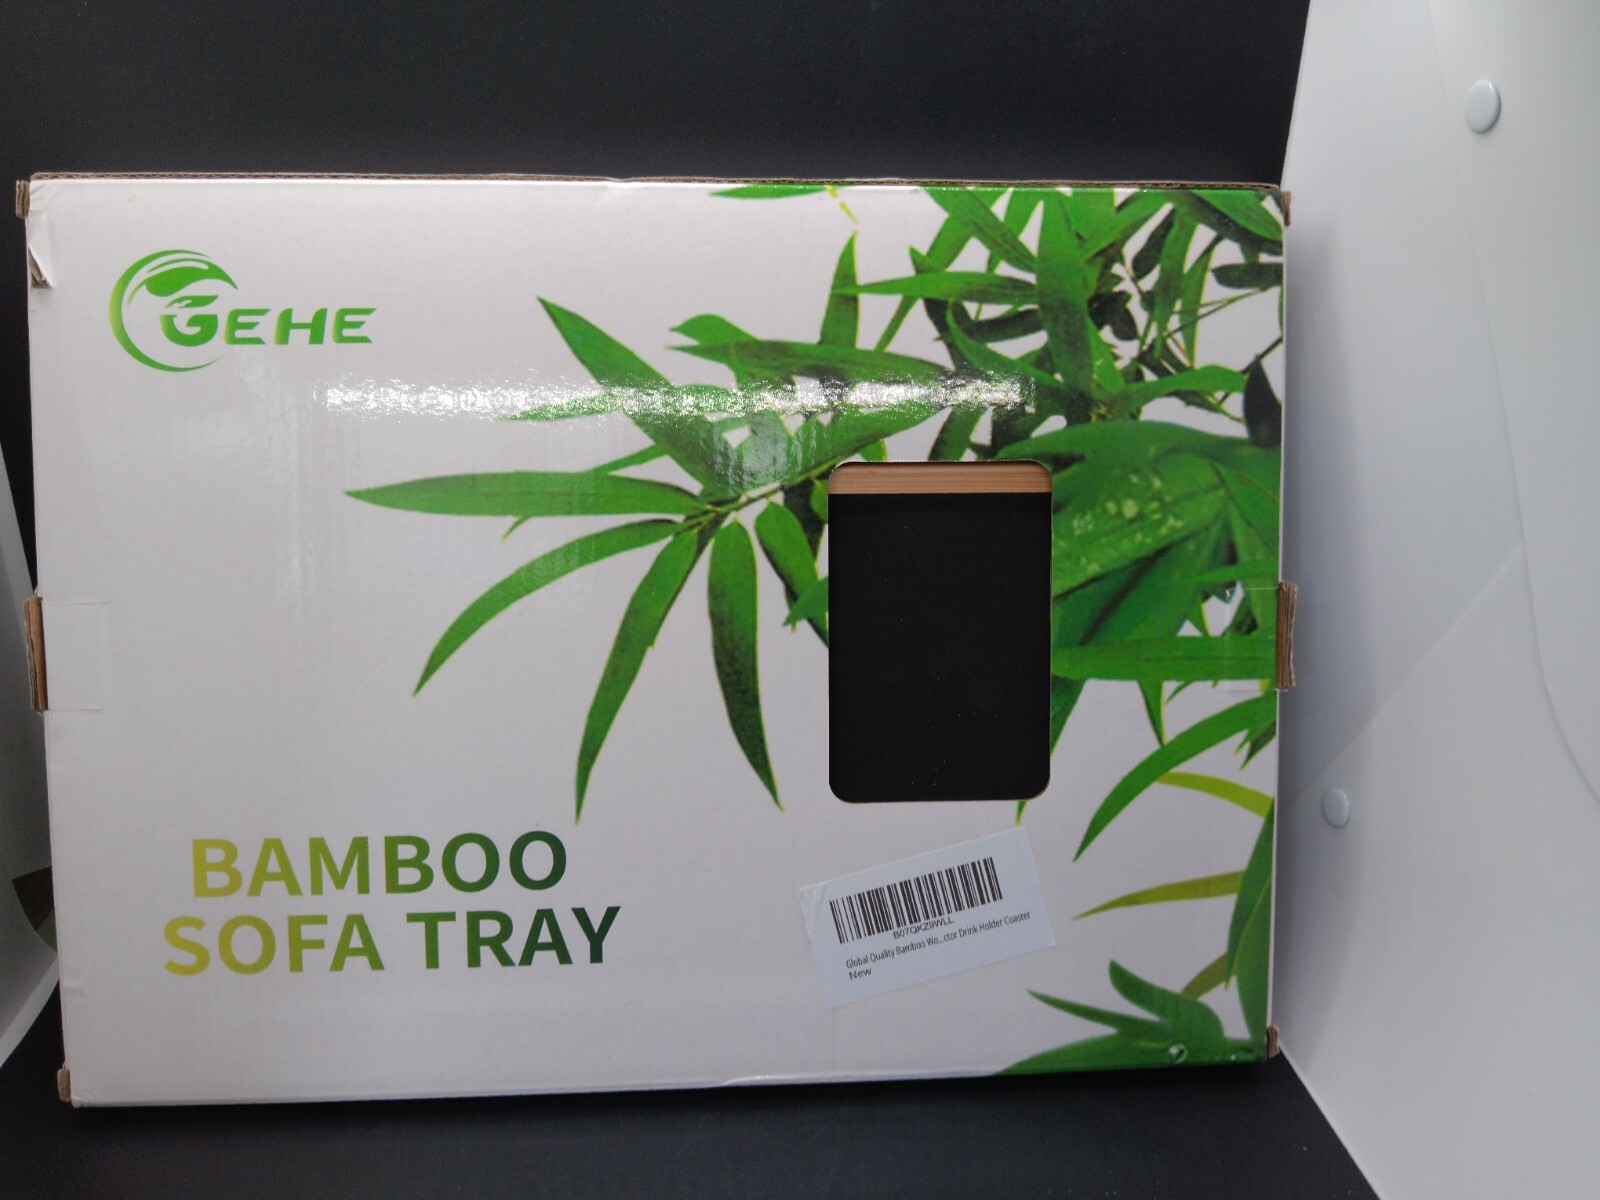 GEHE
BAMBOO
SOFA TRAY
B07QKZ9WLL
Global Quality Bamboo Wo...ctor Drink Holder Coaster
New